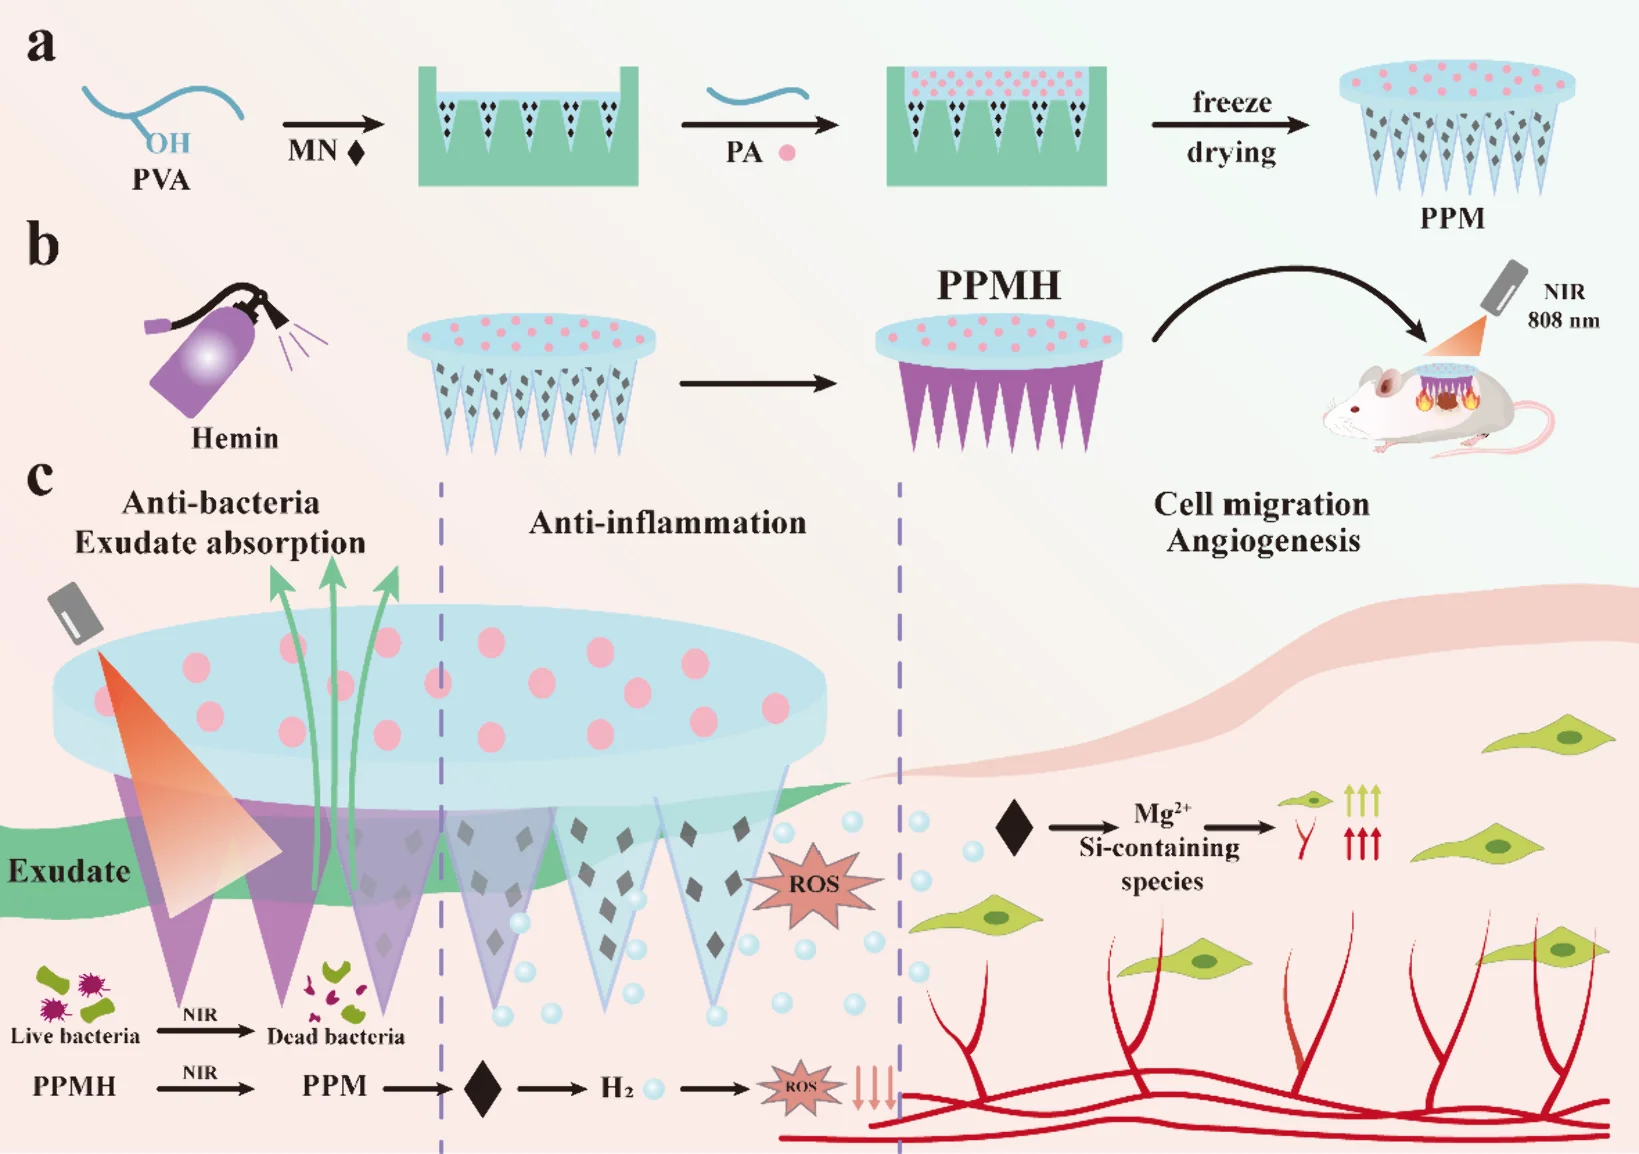 a
OH
PVA
MN
PA
freeze
drying
PPM
b
Hemin
PPMH
NIR
808 nm
c
Anti-bacteria
Exudate absorption
Anti-inflammation
Cell migration
Angiogenesis
Exudate
ROS
Mg²⁺
Si-containing
species
Live bacteria
NIR
Dead bacteria
PPMH
NIR
PPM
H₂
ROS